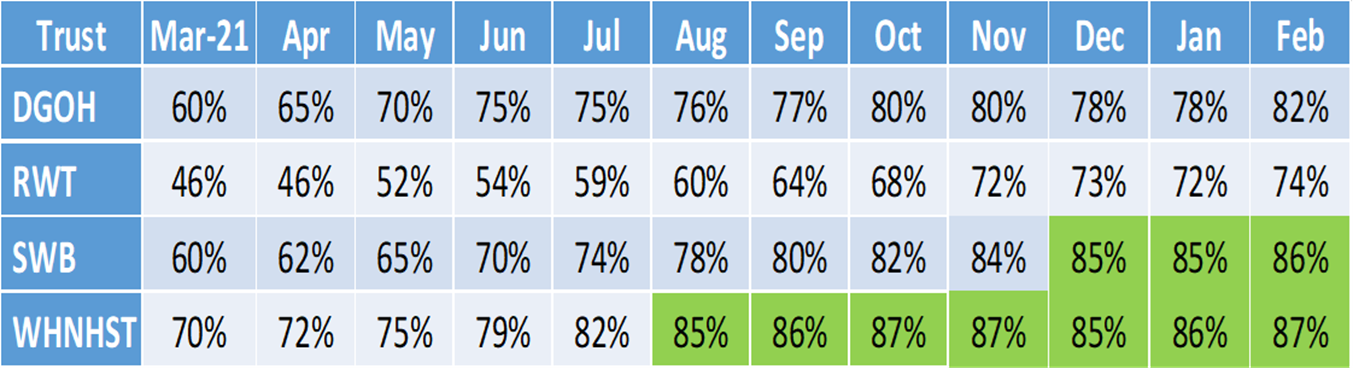 Trust Mar-21 Apr May Jun Jul Aug Sep Oct Nov Dec Jan Feb
DGOH 60% 65% 70% 75% 75% 76% 77% 80% 80% 78% 78% 82%
RWT 46% 46% 52% 54% 59% 60% 64% 68% 72% 73% 72% 74%
SWB 60% 62% 65% 70% 74% 78% 80% 82% 84% 85% 85% 86%
WHNHST 70% 72% 75% 79% 82% 85% 86% 87% 87% 85% 86% 87%